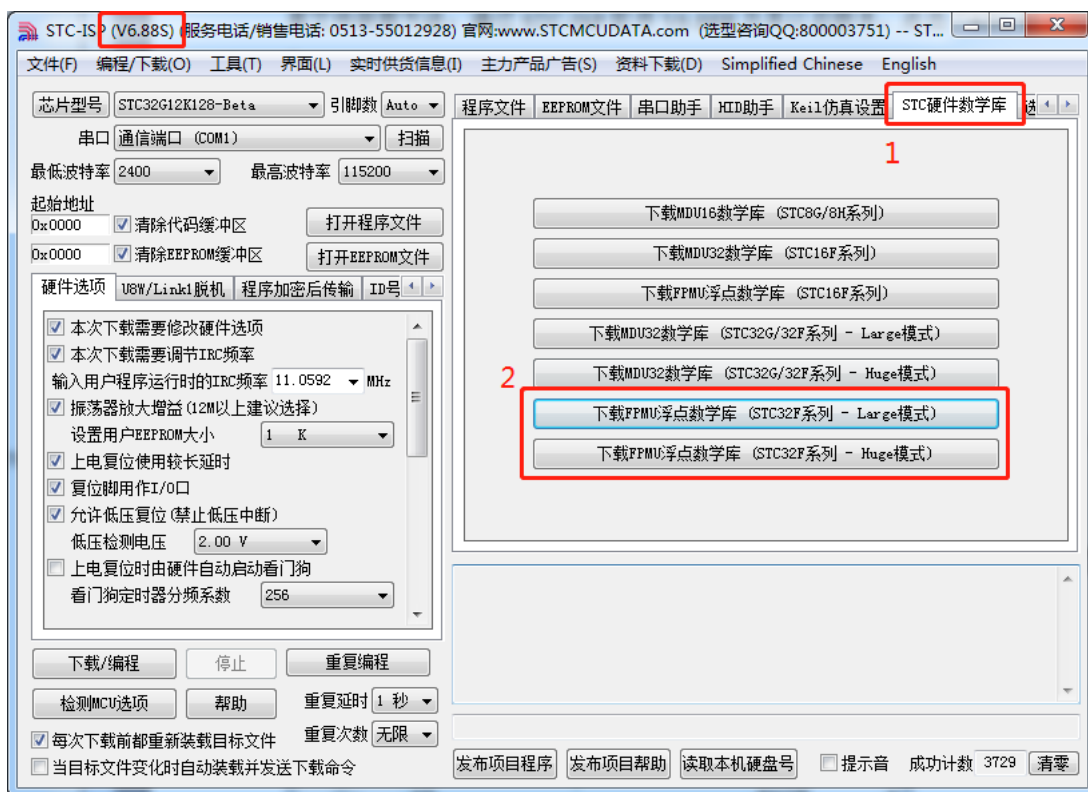 STC-ISP (V6.88S) (服务电话/销售电话: 0513-55012928) 官网:www.STCMCUDATA.com (选型咨询QQ:800003751) -- ST...
文件(F) 编程/下载(O) 工具(T) 界面(L) 实时供货信息(I) 主力产品广告(S) 资料下载(D) Simplified Chinese English
芯片型号 STC32G12K128-Beta 引脚数 Auto
串口 通信端口 (COM1) 扫描
最低波特率 2400 最高波特率 115200
起始地址
0x0000 清除代码缓冲区 打开程序文件
0x0000 清除EEPROM缓冲区 打开EEPROM文件
硬件选项 U8W/Link1脱机 程序加密后传输 ID号
本次下载需要修改硬件选项
本次下载需要调节IRC频率
输入用户程序运行时的IRC频率 11.0592 MHz
振荡器放大增益(12M以上建议选择)
设置用户EEPROM大小 1 K
上电复位使用较长延时
复位脚用作I/O口
允许低压复位(禁止低压中断)
低压检测电压 2.00 V
上电复位时由硬件自动启动看门狗
看门狗定时器分频系数 256
下载/编程 停止 重复编程
检测MCU选项 帮助 重复延时 1 秒
每次下载前都重新装载目标文件 重复次数 无限
当目标文件变化时自动装载并发送下载命令
程序文件 EEPROM文件 串口助手 HID助手 Keil仿真设置 STC硬件数学库
1
下载MDU16数学库 (STC8G/8H系列)
下载MDU32数学库 (STC16F系列)
下载FPMU浮点数学库 (STC16F系列)
下载MDU32数学库 (STC32G/32F系列 - Large模式)
下载MDU32数学库 (STC32G/32F系列 - Huge模式)
2
下载FPMU浮点数学库 (STC32F系列 - Large模式)
下载FPMU浮点数学库 (STC32F系列 - Huge模式)
发布项目程序 发布项目帮助 读取本机硬盘号 提示音 成功计数 3729 清零